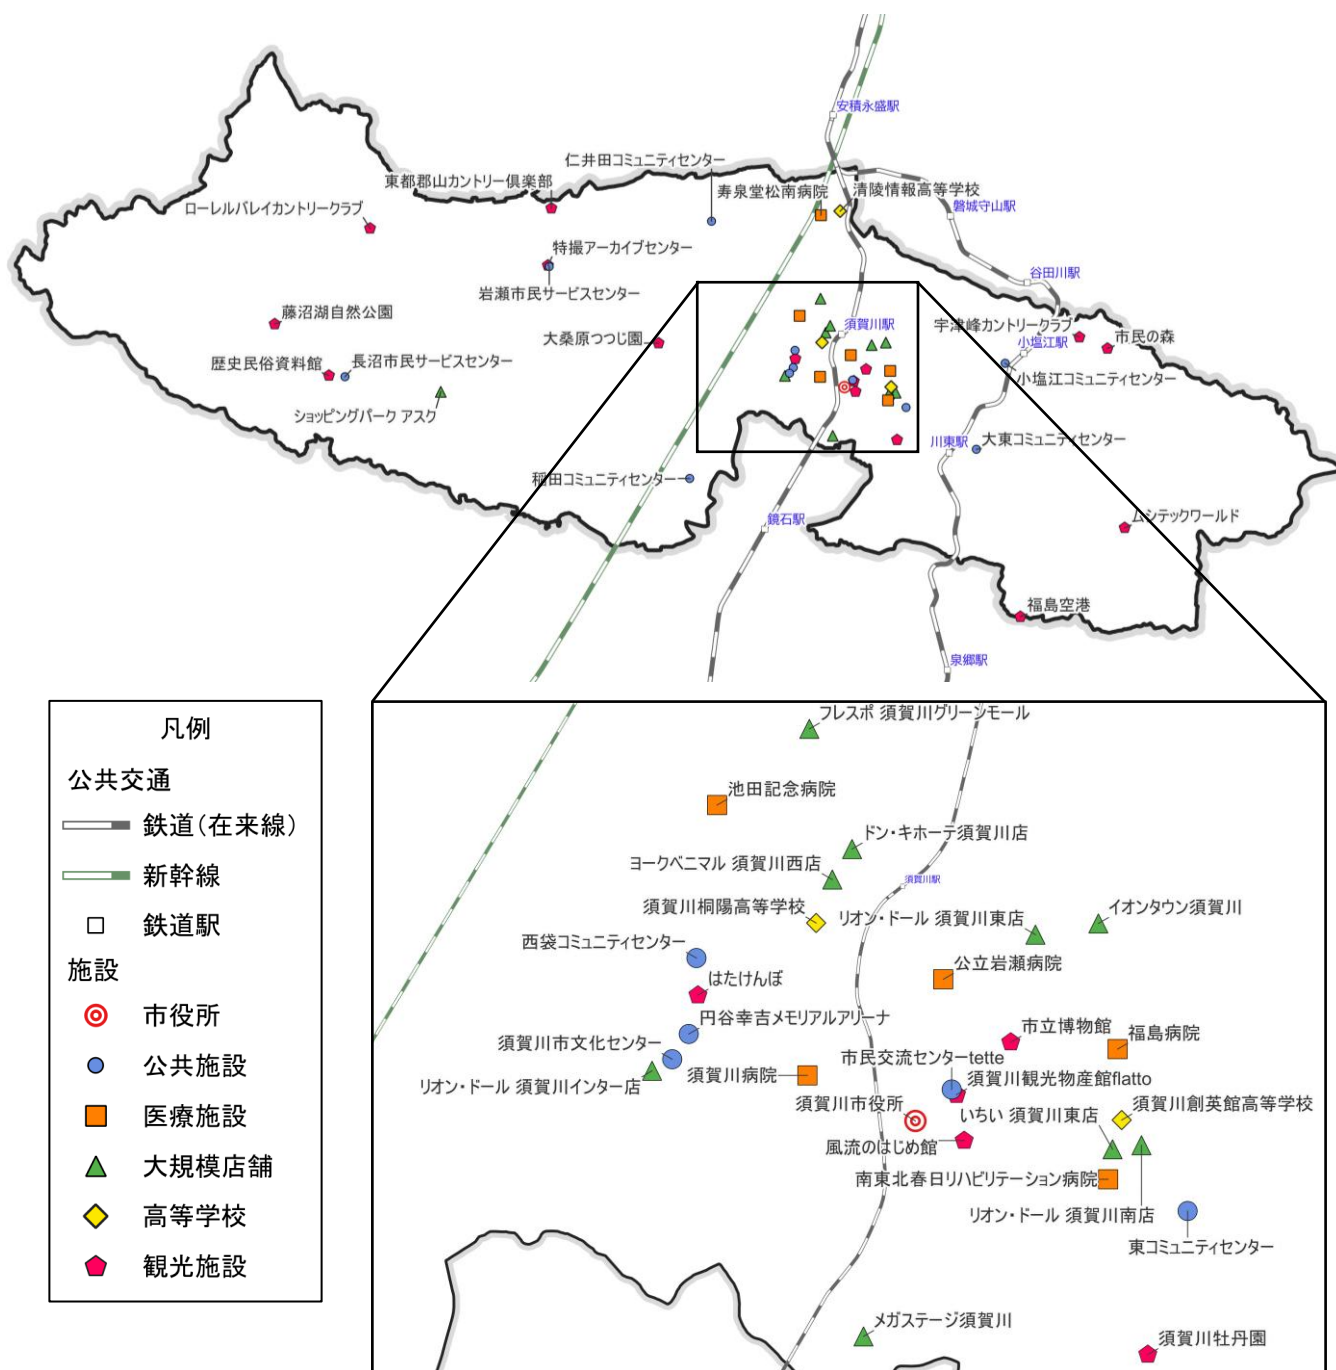 安積永盛駅
仁井田コミュニティセンター
東都郡山カントリー倶楽部
寿泉堂松南病院
清陵情報高等学校
ローレルバレイカントリークラブ
磐城守山駅
特撮アーカイブセンター
谷田川駅
岩瀬市民サービスセンター
藤沼湖自然公園
大桑原つつじ園
須賀川駅
宇津峰カントリークラブ
市民の森
小塩江駅
歴史民俗資料館
長沼市民サービスセンター
小塩江コミュニティセンター
ショッピングパーク アスク
川東駅
大東コミュニティセンター
稲田コミュニティセンター
鏡石駅
ムシテックワールド
福島空港
泉郷駅
凡例
公共交通
鉄道(在来線)
新幹線
鉄道駅
施設
市役所
公共施設
医療施設
大規模店舗
高等学校
観光施設
フレスポ 須賀川グリーンモール
池田記念病院
ドン・キホーテ須賀川店
ヨークベニマル 須賀川西店
須賀川駅
須賀川桐陽高等学校
リオン・ドール 須賀川東店
イオンタウン須賀川
西袋コミュニティセンター
公立岩瀬病院
はたけんぼ
円谷幸吉メモリアルアリーナ
市立博物館
福島病院
須賀川市文化センター
市民交流センターtette
リオン・ドール 須賀川インター店
須賀川病院
須賀川観光物産館flatto
須賀川市役所
いちい 須賀川東店
須賀川創英館高等学校
風流のはじめ館
南東北春日リハビリテーション病院
リオン・ドール 須賀川南店
東コミュニティセンター
メガステージ須賀川
須賀川牡丹園